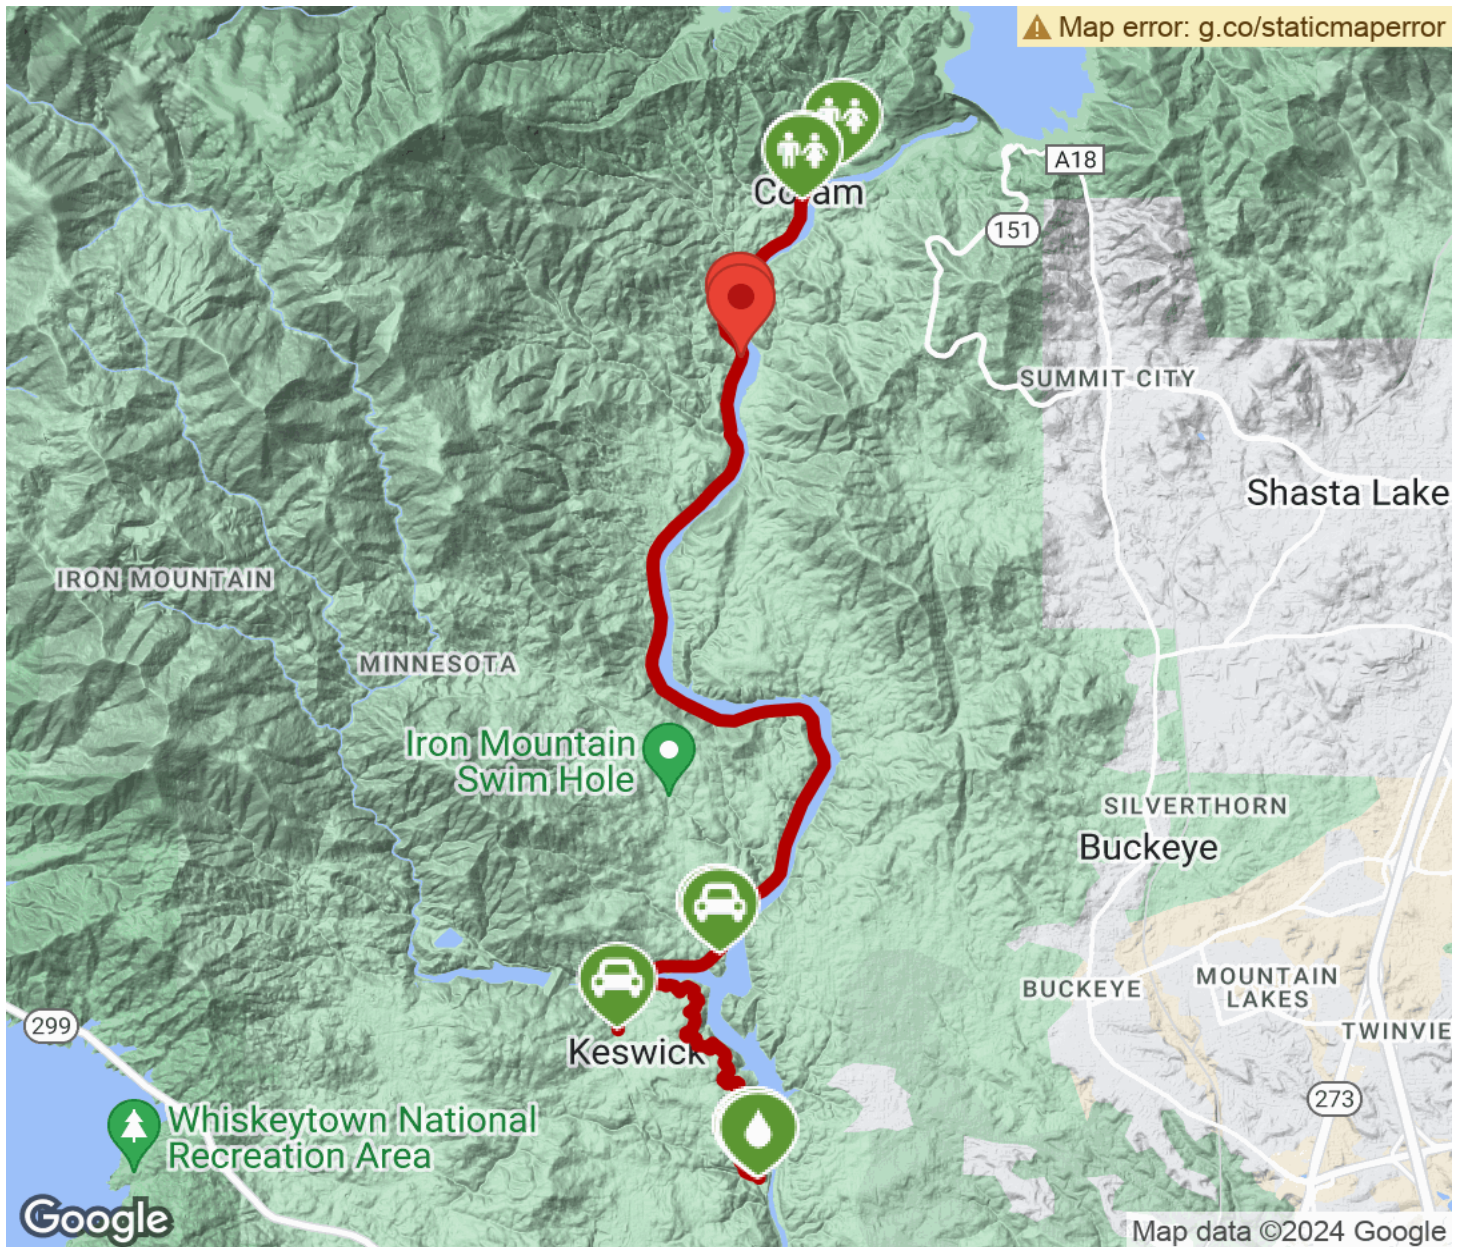 Map error: g.co/staticmaperror
A18
Coram
151
SUMMIT CITY
Shasta Lake
IRON MOUNTAIN
MINNESOTA
Iron Mountain
Swim Hole
SILVERTHORN
Buckeye
BUCKEYE
MOUNTAIN
LAKES
299
TWINVIE
Keswick
273
Whiskeytown National
Recreation Area
Google
Map data ©2024 Google